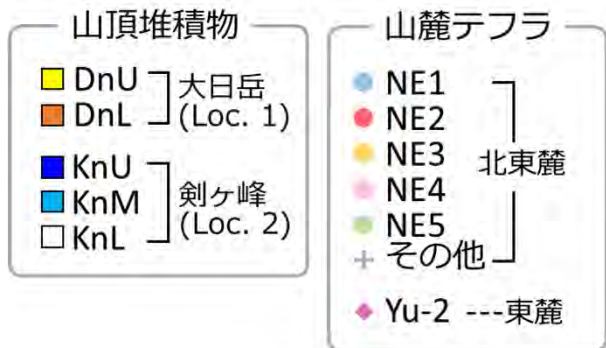 山頂堆積物
DnU
DnL
大日岳
(Loc. 1)
KnU
KnM
KnL
剣ヶ峰
(Loc. 2)
山麓テフラ
NE1
NE2
NE3
NE4
NE5
その他
北東麓
Yu-2 ---東麓